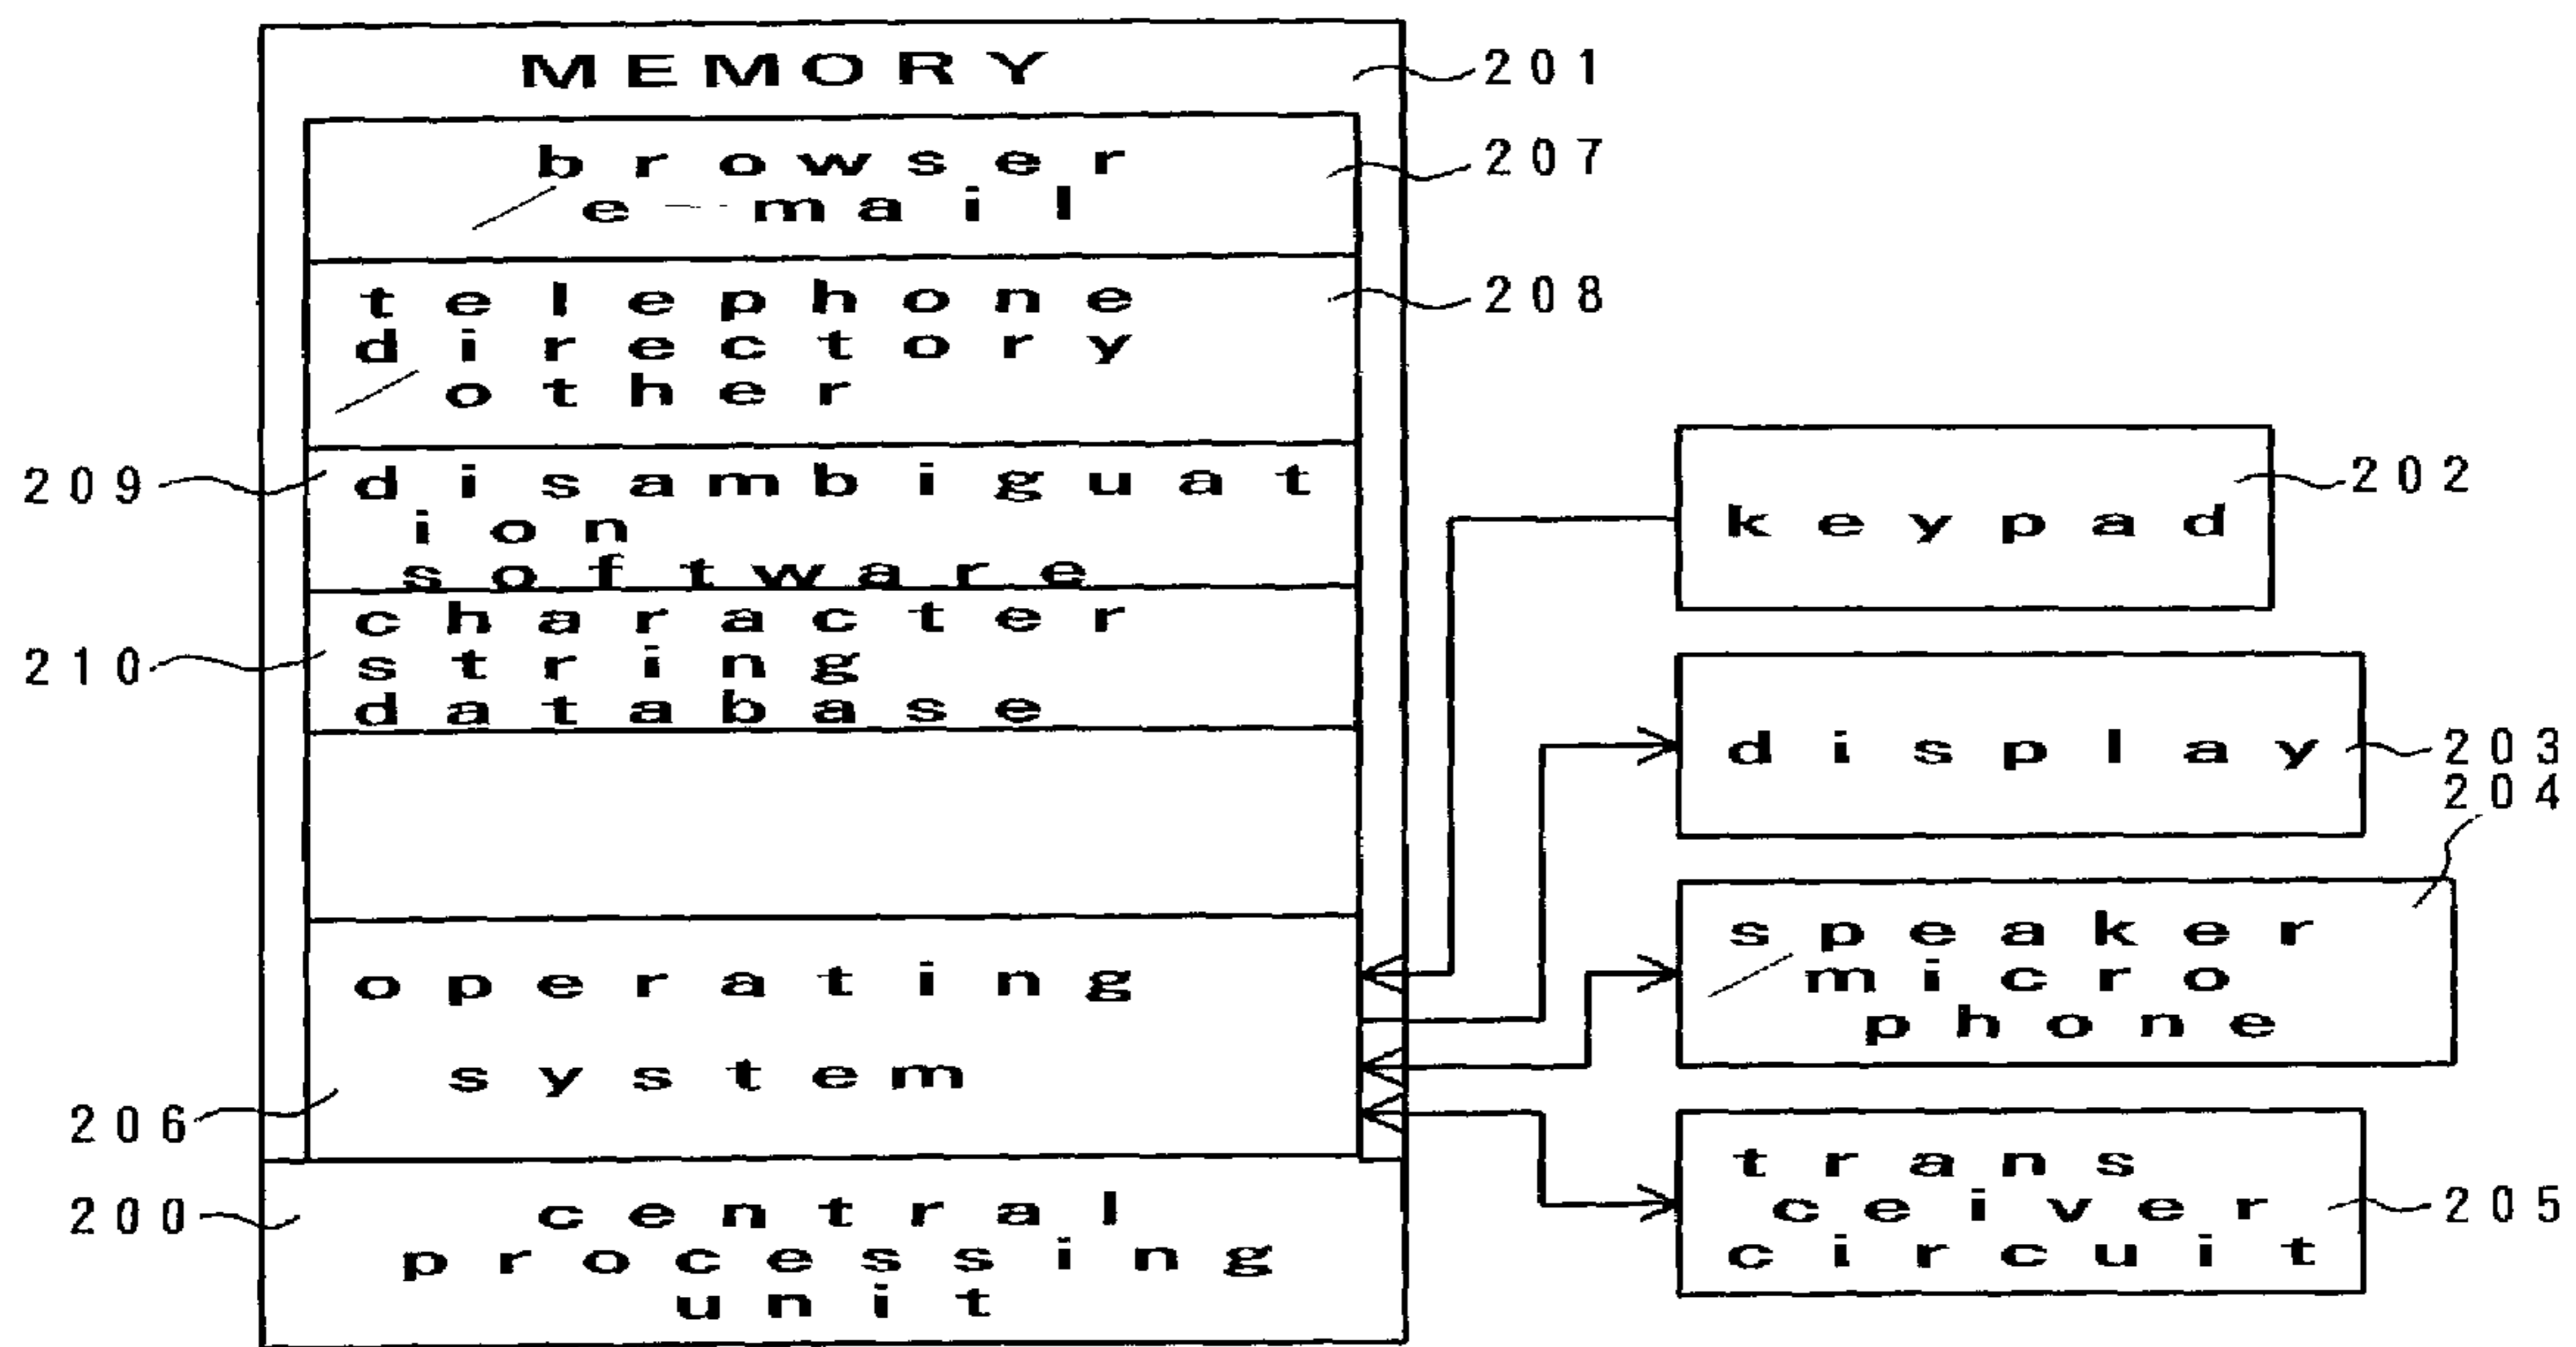 MEMORY
201
browser
/e-mail
207
telephone
directory
/other
208
209
disambiguat
ion
software
210
character
string
database
operating
system
206
200
central
processing
unit
keypad
202
display
203
204
speaker
/micro
phone
trans
ceiver
circuit
205